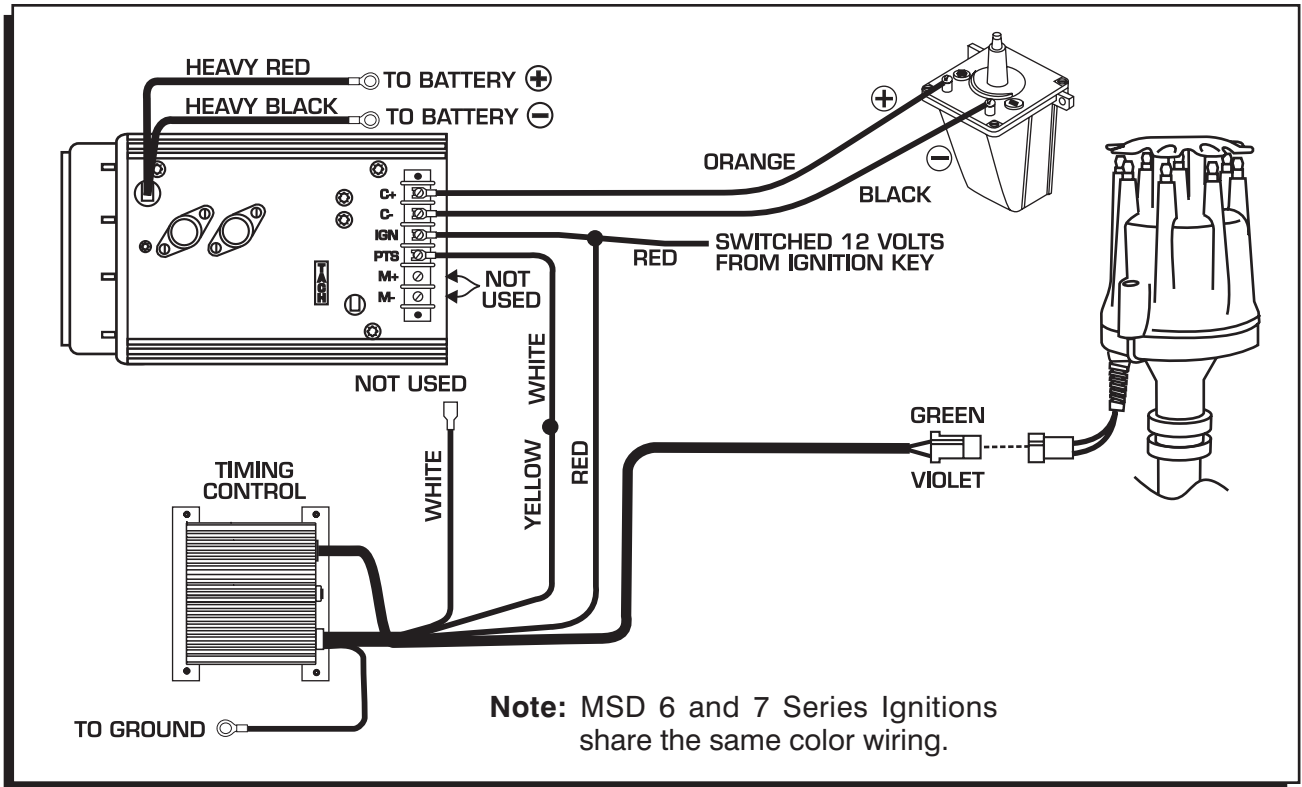 HEAVY RED
TO BATTERY +
HEAVY BLACK
TO BATTERY −
+
−
ORANGE
BLACK
C+
C-
IGN
PTS
M+
M-
TACH
NOT
USED
RED
SWITCHED 12 VOLTS
FROM IGNITION KEY
NOT USED
WHITE
WHITE
YELLOW
RED
GREEN
VIOLET
TIMING
CONTROL
TO GROUND
Note: MSD 6 and 7 Series Ignitions
share the same color wiring.